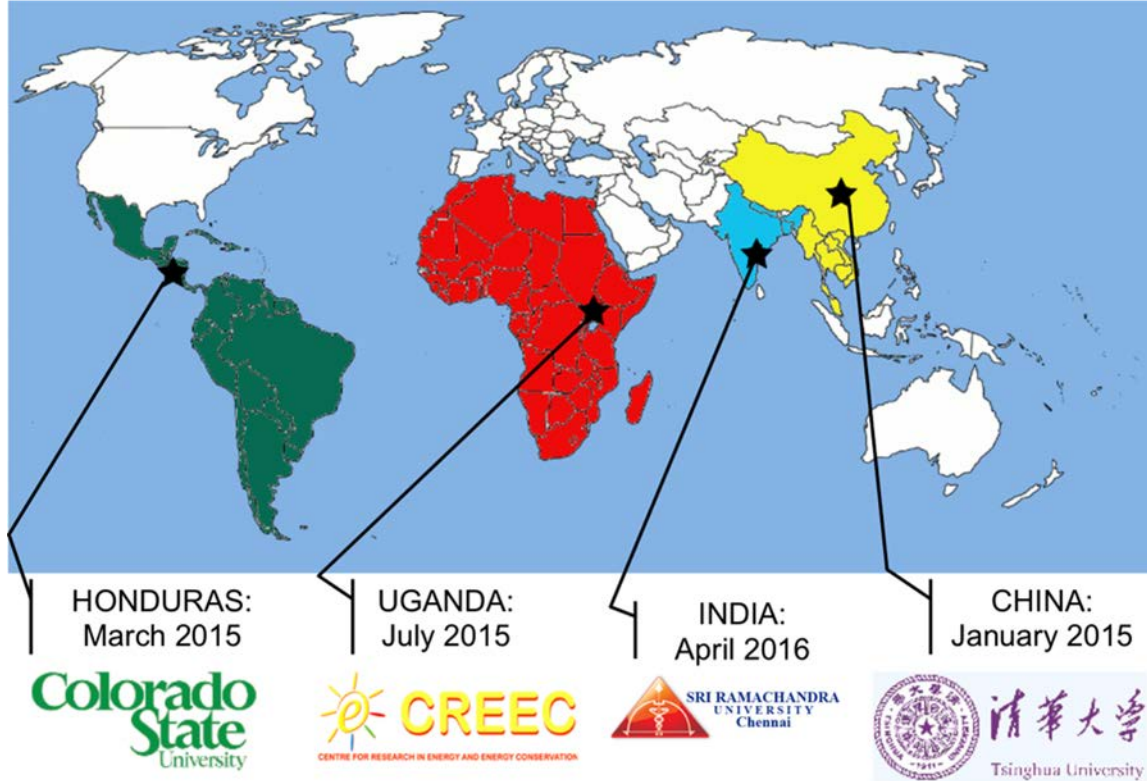 HONDURAS:
March 2015
UGANDA:
July 2015
INDIA:
April 2016
CHINA:
January 2015
Colorado
State
University
e CREEC
CENTRE FOR RESEARCH IN ENERGY AND ENERGY CONSERVATION
SRI RAMACHANDRA
UNIVERSITY
Chennai
清華大学
Tsinghua University
-1911-